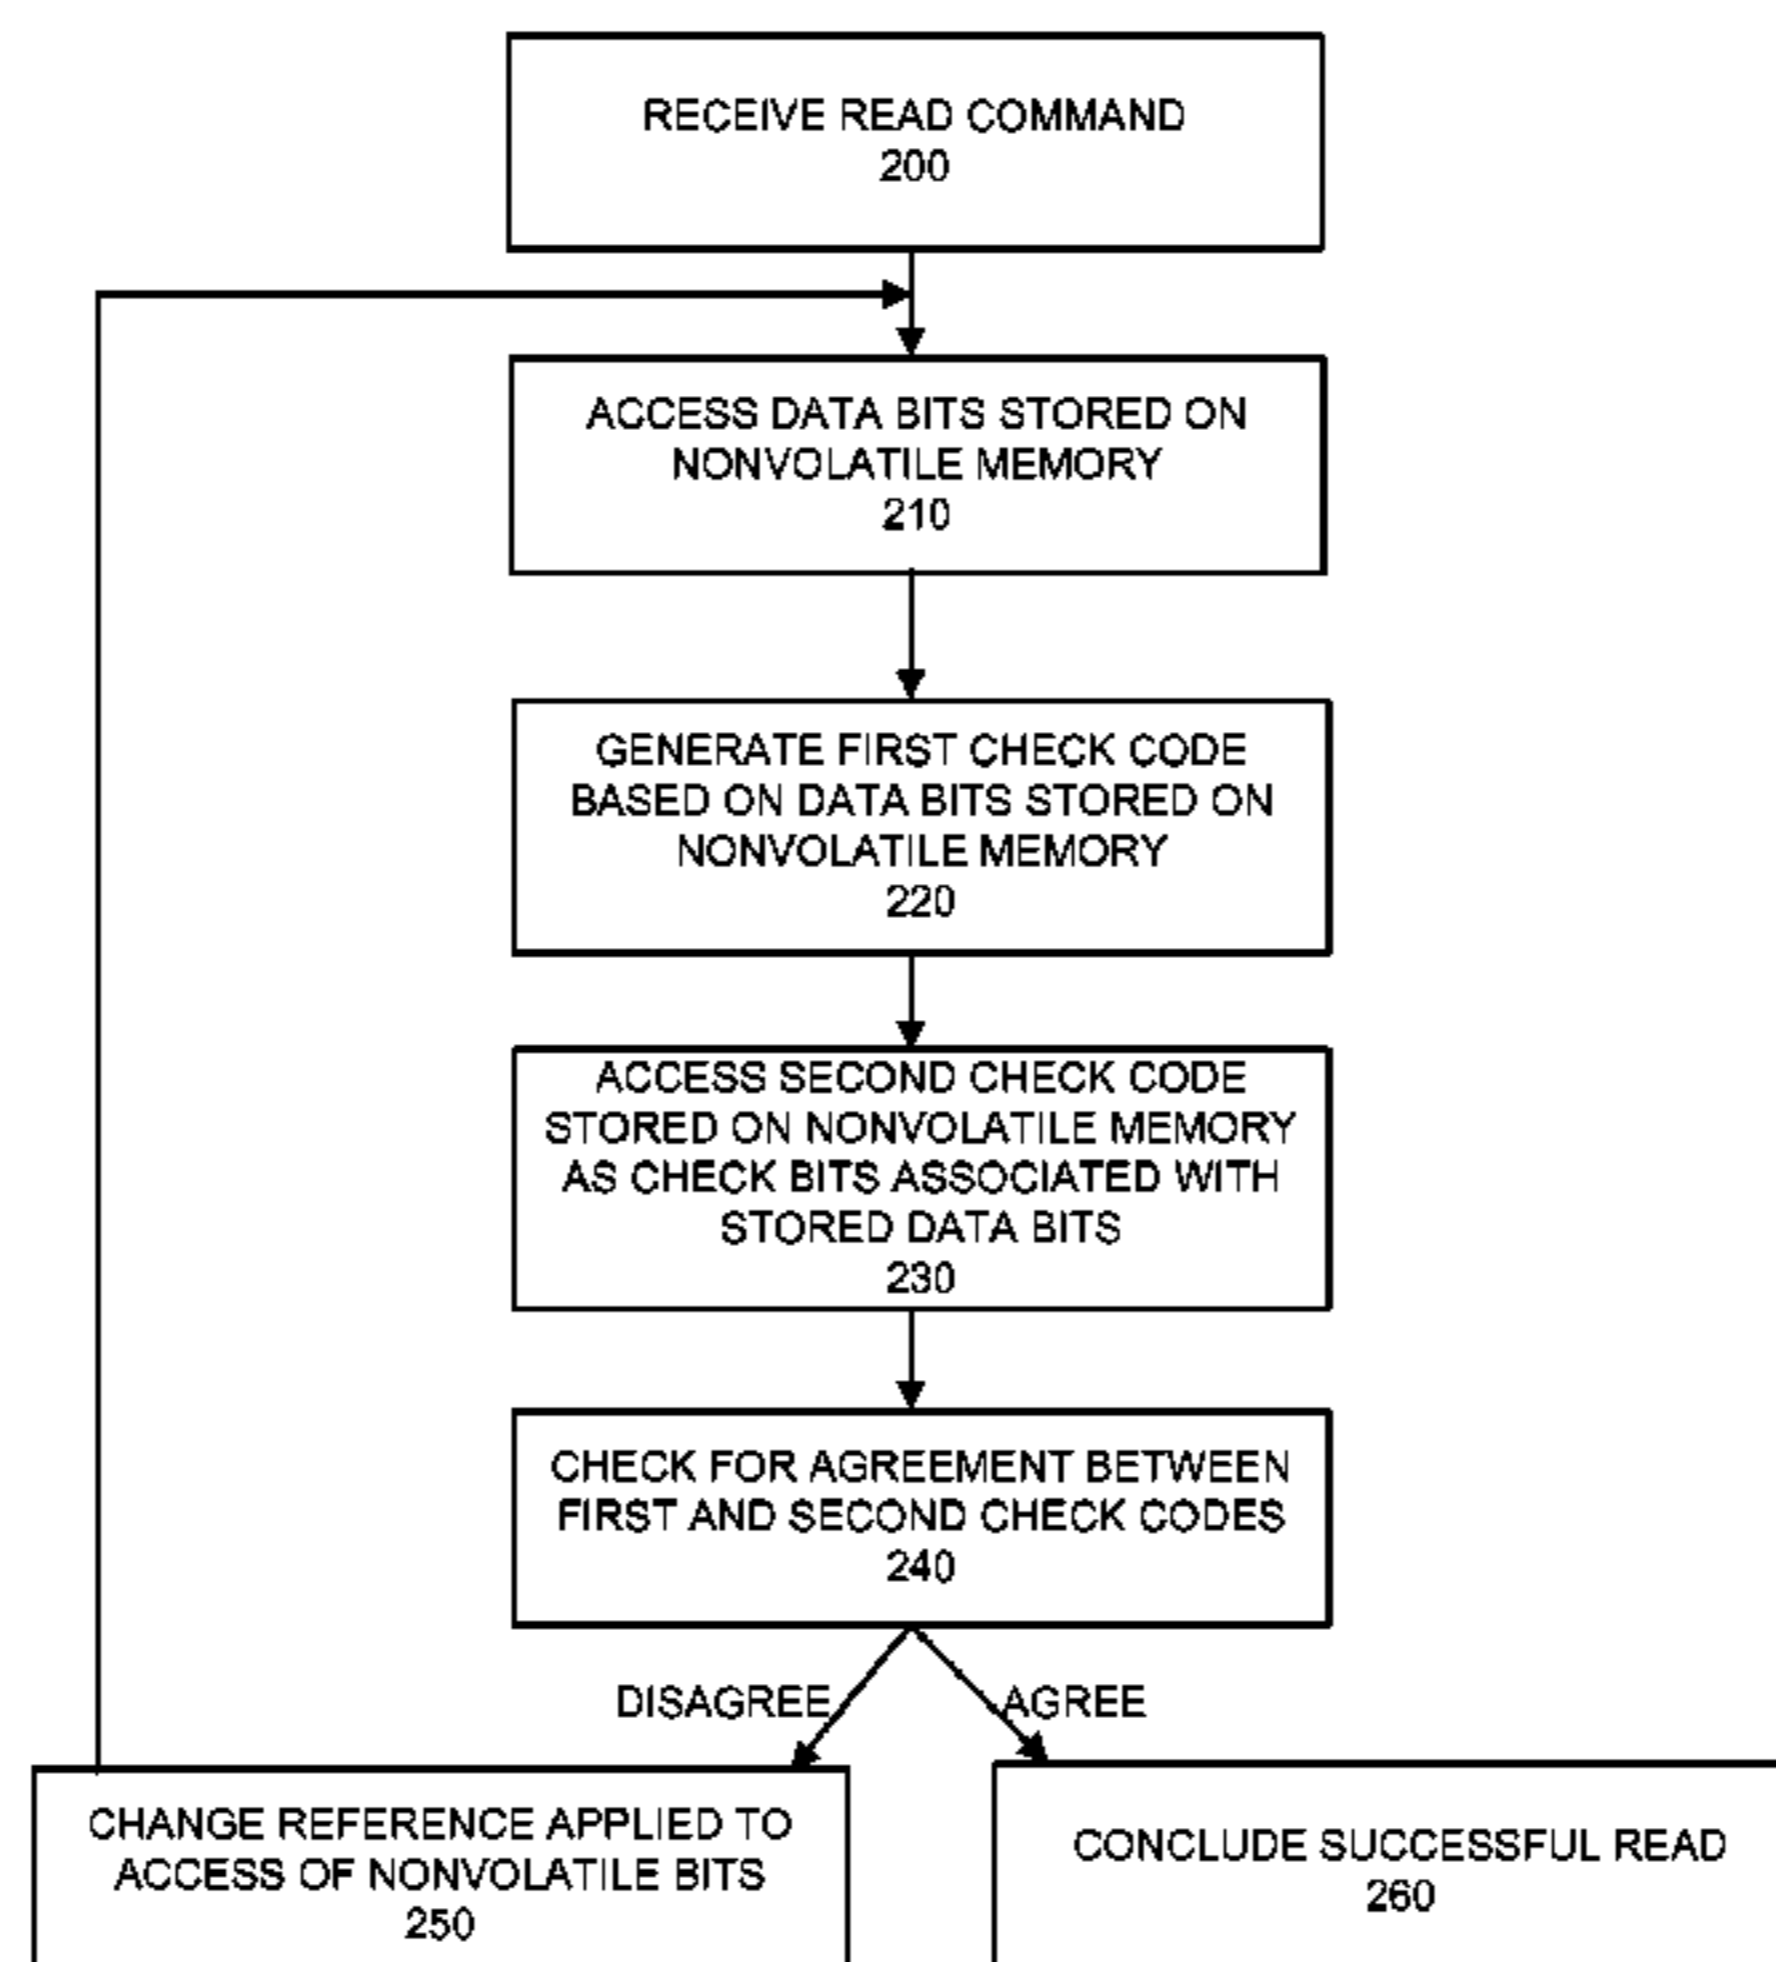 RECEIVE READ COMMAND
200
ACCESS DATA BITS STORED ON
NONVOLATILE MEMORY
210
GENERATE FIRST CHECK CODE
BASED ON DATA BITS STORED ON
NONVOLATILE MEMORY
220
ACCESS SECOND CHECK CODE
STORED ON NONVOLATILE MEMORY
AS CHECK BITS ASSOCIATED WITH
STORED DATA BITS
230
CHECK FOR AGREEMENT BETWEEN
FIRST AND SECOND CHECK CODES
240
DISAGREE
AGREE
CHANGE REFERENCE APPLIED TO
ACCESS OF NONVOLATILE BITS
250
CONCLUDE SUCCESSFUL READ
260